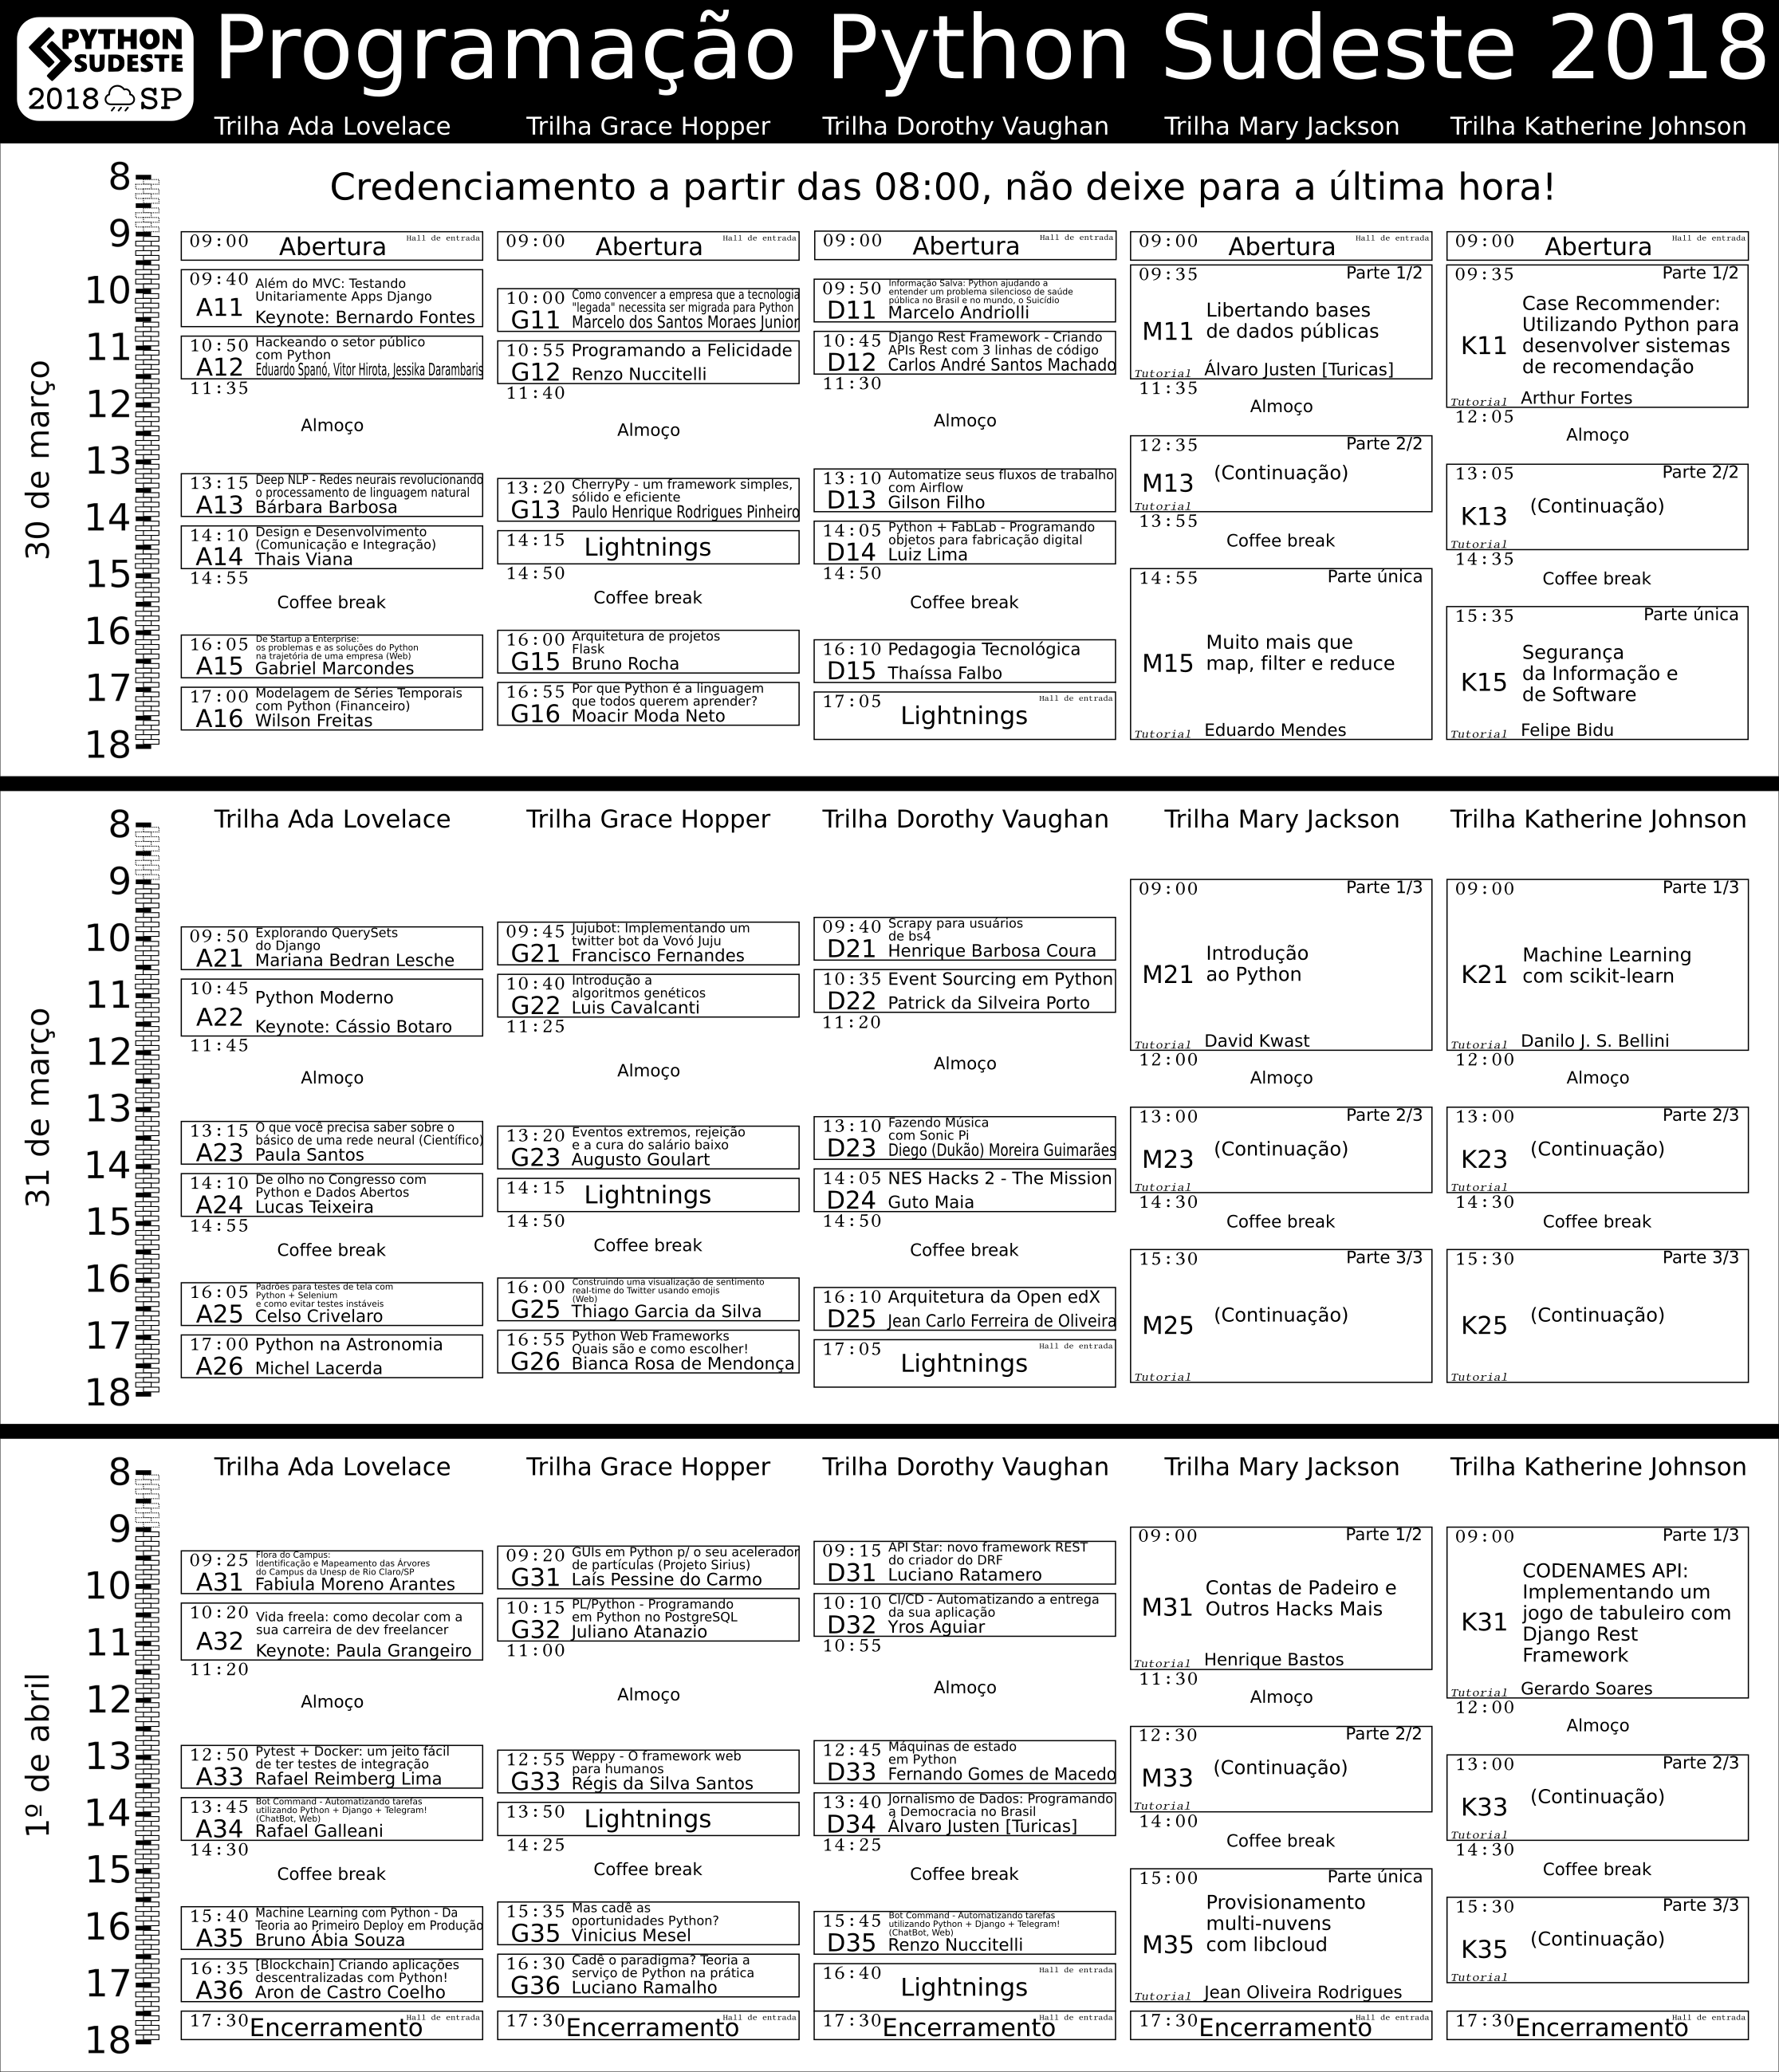 PYTHON
SUDESTE
2018 SP
Programação Python Sudeste 2018
Trilha Ada Lovelace
Trilha Grace Hopper
Trilha Dorothy Vaughan
Trilha Mary Jackson
Trilha Katherine Johnson
30 de março
8
9
10
11
12
13
14
15
16
17
18
Credenciamento a partir das 08:00, não deixe para a última hora!
09:00
Abertura
Hall de entrada
09:40
A11
Além do MVC: Testando
Unitariamente Apps Django
Keynote: Bernardo Fontes
10:50
A12
Hackeando o setor público
com Python
Eduardo Spanó, Vitor Hirota, Jessika Darambaris
11:35
Almoço
13:15
A13
Deep NLP - Redes neurais revolucionando
o processamento de linguagem natural
Bárbara Barbosa
14:10
A14
Design e Desenvolvimento
(Comunicação e Integração)
Thais Viana
14:55
Coffee break
16:05
A15
De Startup a Enterprise:
os problemas e as soluções do Python
na trajetória de uma empresa (Web)
Gabriel Marcondes
17:00
A16
Modelagem de Séries Temporais
com Python (Financeiro)
Wilson Freitas
09:00
Abertura
Hall de entrada
10:00
G11
Como convencer a empresa que a tecnologia
"legada" necessita ser migrada para Python
Marcelo dos Santos Moraes Junior
10:55
G12
Programando a Felicidade
Renzo Nuccitelli
11:40
Almoço
13:20
G13
CherryPy - um framework simples,
sólido e eficiente
Paulo Henrique Rodrigues Pinheiro
14:15
Lightnings
14:50
Coffee break
16:00
G15
Arquitetura de projetos
Flask
Bruno Rocha
16:55
G16
Por que Python é a linguagem
que todos querem aprender?
Moacir Moda Neto
09:00
Abertura
Hall de entrada
09:50
D11
Informação Salva: Python ajudando a
entender um problema silencioso de saúde
pública no Brasil e no mundo, o Suicídio
Marcelo Andriolli
10:45
D12
Django Rest Framework - Criando
APIs Rest com 3 linhas de código
Carlos André Santos Machado
11:30
Almoço
13:10
D13
Automatize seus fluxos de trabalho
com Airflow
Gilson Filho
14:05
D14
Python + FabLab - Programando
objetos para fabricação digital
Luiz Lima
14:50
Coffee break
16:10
D15
Pedagogia Tecnológica
Thaíssa Falbo
17:05
Lightnings
Hall de entrada
09:00
Abertura
Hall de entrada
09:35
Parte 1/2
M11
Libertando bases
de dados públicas
Tutorial
Álvaro Justen [Turicas]
11:35
Almoço
12:35
Parte 2/2
M13
(Continuação)
Tutorial
13:55
Coffee break
14:55
Parte única
M15
Muito mais que
map, filter e reduce
Tutorial
Eduardo Mendes
09:00
Abertura
Hall de entrada
09:35
Parte 1/2
K11
Case Recommender:
Utilizando Python para
desenvolver sistemas
de recomendação
Tutorial
Arthur Fortes
12:05
Almoço
13:05
Parte 2/2
K13
(Continuação)
Tutorial
14:35
Coffee break
15:35
Parte única
K15
Segurança
da Informação e
de Software
Tutorial
Felipe Bidu
31 de março
8
9
10
11
12
13
14
15
16
17
18
Trilha Ada Lovelace
09:50
A21
Explorando QuerySets
do Django
Mariana Bedran Lesche
10:45
A22
Python Moderno
Keynote: Cássio Botaro
11:45
Almoço
13:15
A23
O que você precisa saber sobre o
básico de uma rede neural (Científico)
Paula Santos
14:10
A24
De olho no Congresso com
Python e Dados Abertos
Lucas Teixeira
14:55
Coffee break
16:05
A25
Padrões para testes de tela com
Python + Selenium
e como evitar testes instáveis
Celso Crivelaro
17:00
A26
Python na Astronomia
Michel Lacerda
Trilha Grace Hopper
09:45
G21
Jujubot: Implementando um
twitter bot da Vovó Juju
Francisco Fernandes
10:40
G22
Introdução a
algoritmos genéticos
Luis Cavalcanti
11:25
Almoço
13:20
G23
Eventos extremos, rejeição
e a cura do salário baixo
Augusto Goulart
14:15
Lightnings
14:50
Coffee break
16:00
G25
Construindo uma visualização de sentimento
real-time do Twitter usando emojis
(Web)
Thiago Garcia da Silva
16:55
G26
Python Web Frameworks
Quais são e como escolher!
Bianca Rosa de Mendonça
Trilha Dorothy Vaughan
09:40
D21
Scrapy para usuários
de bs4
Henrique Barbosa Coura
10:35
D22
Event Sourcing em Python
Patrick da Silveira Porto
11:20
Almoço
13:10
D23
Fazendo Música
com Sonic Pi
Diego (Dukão) Moreira Guimarães
14:05
D24
NES Hacks 2 - The Mission
Guto Maia
14:50
Coffee break
16:10
D25
Arquitetura da Open edX
Jean Carlo Ferreira de Oliveira
17:05
Lightnings
Hall de entrada
Trilha Mary Jackson
09:00
Parte 1/3
M21
Introdução
ao Python
Tutorial
David Kwast
12:00
Almoço
13:00
Parte 2/3
M23
(Continuação)
Tutorial
14:30
Coffee break
15:30
Parte 3/3
M25
(Continuação)
Tutorial
Trilha Katherine Johnson
09:00
Parte 1/3
K21
Machine Learning
com scikit-learn
Tutorial
Danilo J. S. Bellini
12:00
Almoço
13:00
Parte 2/3
K23
(Continuação)
Tutorial
14:30
Coffee break
15:30
Parte 3/3
K25
(Continuação)
Tutorial
1º de abril
8
9
10
11
12
13
14
15
16
17
18
Trilha Ada Lovelace
09:25
A31
Flora do Campus:
Identificação e Mapeamento das Árvores
do Campus da Unesp de Rio Claro/SP
Fabiula Moreno Arantes
10:20
A32
Vida freela: como decolar com a
sua carreira de dev freelancer
Keynote: Paula Grangeiro
11:20
Almoço
12:50
A33
Pytest + Docker: um jeito fácil
de ter testes de integração
Rafael Reimberg Lima
13:45
A34
Bot Command - Automatizando tarefas
utilizando Python + Django + Telegram!
(ChatBot, Web)
Rafael Galleani
14:30
Coffee break
15:40
A35
Machine Learning com Python - Da
Teoria ao Primeiro Deploy em Produção
Bruno Ábia Souza
16:35
A36
[Blockchain] Criando aplicações
descentralizadas com Python!
Aron de Castro Coelho
17:30
Encerramento
Hall de entrada
Trilha Grace Hopper
09:20
G31
GUIs em Python p/ o seu acelerador
de partículas (Projeto Sirius)
Laís Pessine do Carmo
10:15
G32
PL/Python - Programando
em Python no PostgreSQL
Juliano Atanazio
11:00
Almoço
12:55
G33
Weppy - O framework web
para humanos
Régis da Silva Santos
13:50
Lightnings
14:25
Coffee break
15:35
G35
Mas cadê as
oportunidades Python?
Vinicius Mesel
16:30
G36
Cadê o paradigma? Teoria a
serviço de Python na prática
Luciano Ramalho
17:30
Encerramento
Hall de entrada
Trilha Dorothy Vaughan
09:15
D31
API Star: novo framework REST
do criador do DRF
Luciano Ratamero
10:10
D32
CI/CD - Automatizando a entrega
da sua aplicação
Yros Aguiar
10:55
Almoço
12:45
D33
Máquinas de estado
em Python
Fernando Gomes de Macedo
13:40
D34
Jornalismo de Dados: Programando
a Democracia no Brasil
Álvaro Justen [Turicas]
14:25
Coffee break
15:45
D35
Bot Command - Automatizando tarefas
utilizando Python + Django + Telegram!
(ChatBot, Web)
Renzo Nuccitelli
16:40
Lightnings
Hall de entrada
17:30
Encerramento
Hall de entrada
Trilha Mary Jackson
09:00
Parte 1/2
M31
Contas de Padeiro e
Outros Hacks Mais
Tutorial
Henrique Bastos
11:30
Almoço
12:30
Parte 2/2
M33
(Continuação)
Tutorial
14:00
Coffee break
15:00
Parte única
M35
Provisionamento
multi-nuvens
com libcloud
Tutorial
Jean Oliveira Rodrigues
17:30
Encerramento
Hall de entrada
Trilha Katherine Johnson
09:00
Parte 1/3
K31
CODENAMES API:
Implementando um
jogo de tabuleiro com
Django Rest
Framework
Tutorial
Gerardo Soares
12:00
Almoço
13:00
Parte 2/3
K33
(Continuação)
Tutorial
14:30
Coffee break
15:30
Parte 3/3
K35
(Continuação)
Tutorial
17:30
Encerramento
Hall de entrada